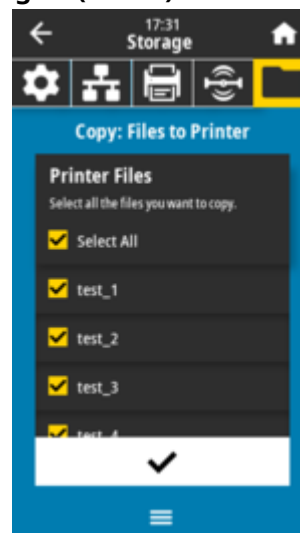 17:31
Storage
Copy: Files to Printer
Printer Files
Select all the files you want to copy.
Select All
test_1
test_2
test_3
test_4